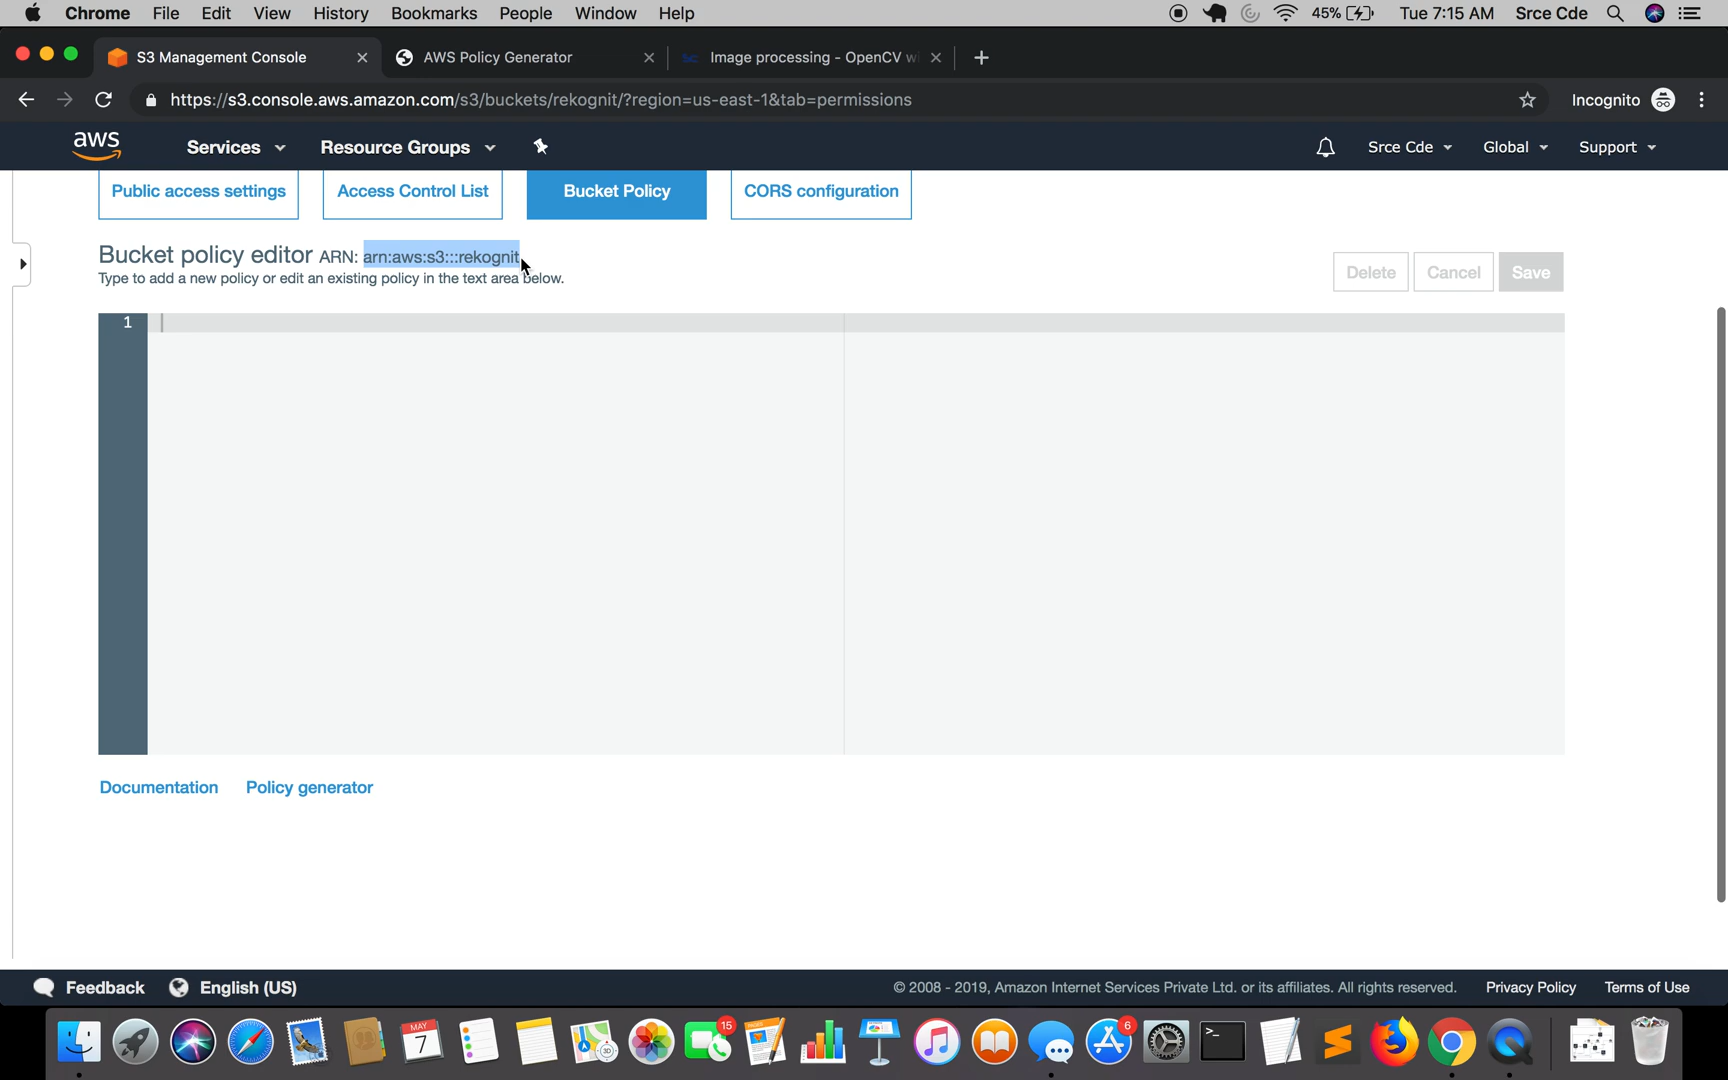 Chrome File Edit View History Bookmarks People Window Help 45% Tue 7:15 AM Srce Cde
S3 Management Console AWS Policy Generator Sc Image processing - OpenCV wi
https://s3.console.aws.amazon.com/s3/buckets/rekognit/?region=us-east-1&tab=permissions Incognito
aws Services Resource Groups Srce Cde Global Support
Public access settings Access Control List Bucket Policy CORS configuration
Bucket policy editor ARN: arn:aws:s3:::rekognit
Type to add a new policy or edit an existing policy in the text area below.
Delete Cancel Save
1
Documentation Policy generator
Feedback English (US) © 2008 - 2019, Amazon Internet Services Private Ltd. or its affiliates. All rights reserved. Privacy Policy Terms of Use
MAY
7
15
PAGES
3D
6
>_